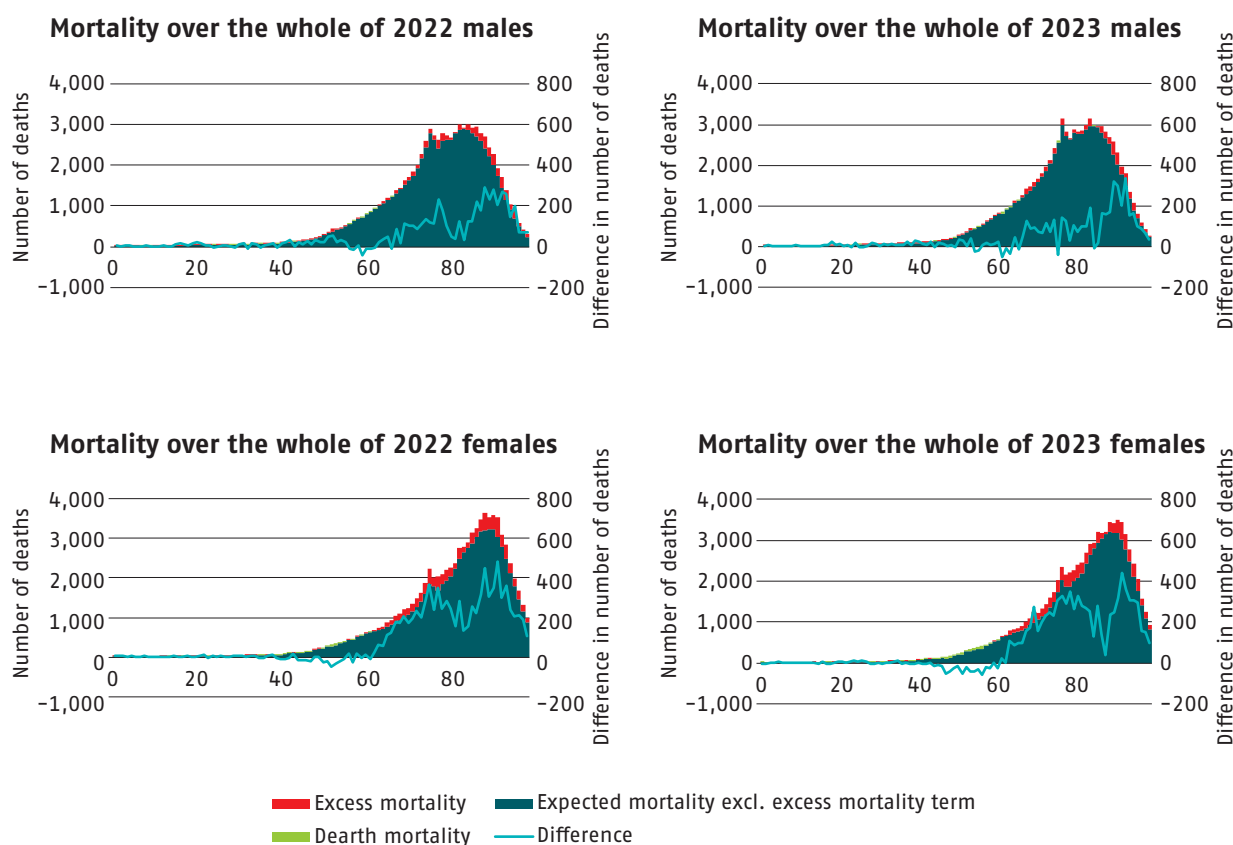 Mortality over the whole of 2022 males
Number of deaths
4,000
3,000
2,000
1,000
0
−1,000
0 20 40 60 80
800
600
400
200
0
−200
Difference in number of deaths
Mortality over the whole of 2023 males
Number of deaths
4,000
3,000
2,000
1,000
0
−1,000
0 20 40 60 80
800
600
400
200
0
−200
Difference in number of deaths
Mortality over the whole of 2022 females
Number of deaths
4,000
3,000
2,000
1,000
0
−1,000
0 20 40 60 80
800
600
400
200
0
−200
Difference in number of deaths
Mortality over the whole of 2023 females
Number of deaths
4,000
3,000
2,000
1,000
0
−1,000
0 20 40 60 80
800
600
400
200
0
−200
Difference in number of deaths
Excess mortality Expected mortality excl. excess mortality term
Dearth mortality Difference